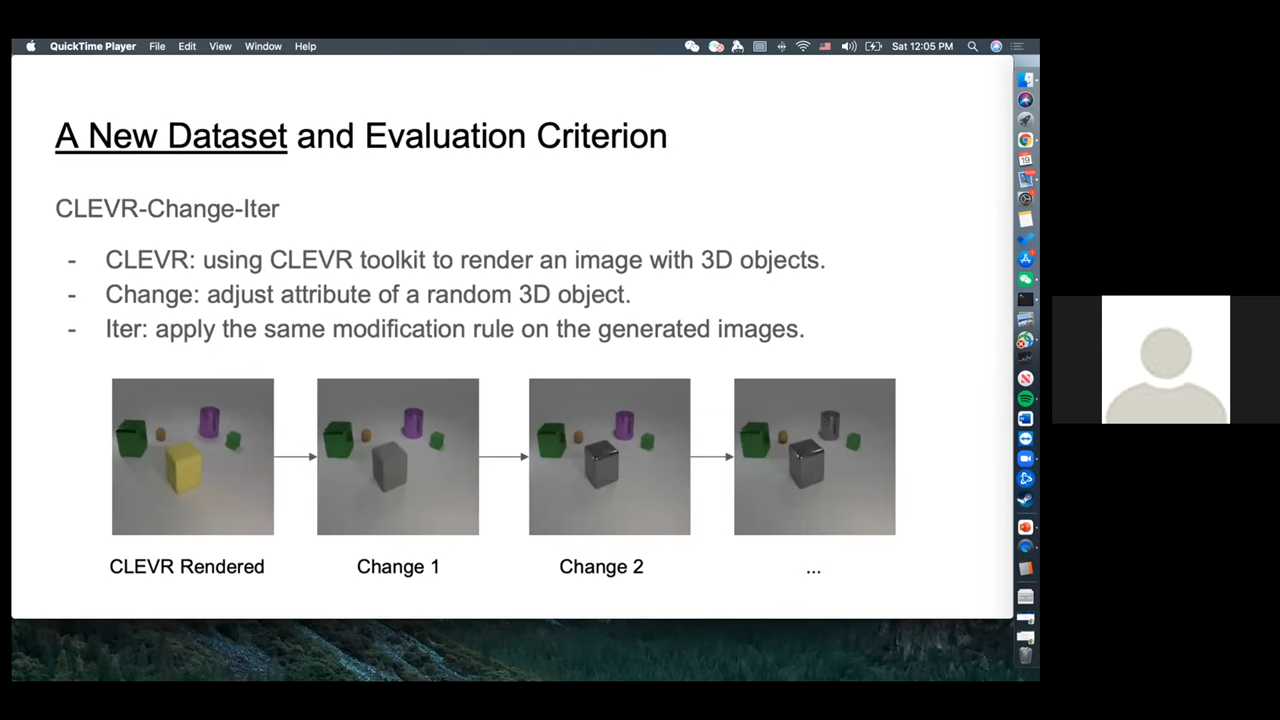 QuickTime Player File Edit View Window Help Sat 12:05 PM
A New Dataset and Evaluation Criterion
CLEVR-Change-Iter
- CLEVR: using CLEVR toolkit to render an image with 3D objects.
- Change: adjust attribute of a random 3D object.
- Iter: apply the same modification rule on the generated images.
CLEVR Rendered Change 1 Change 2 ...